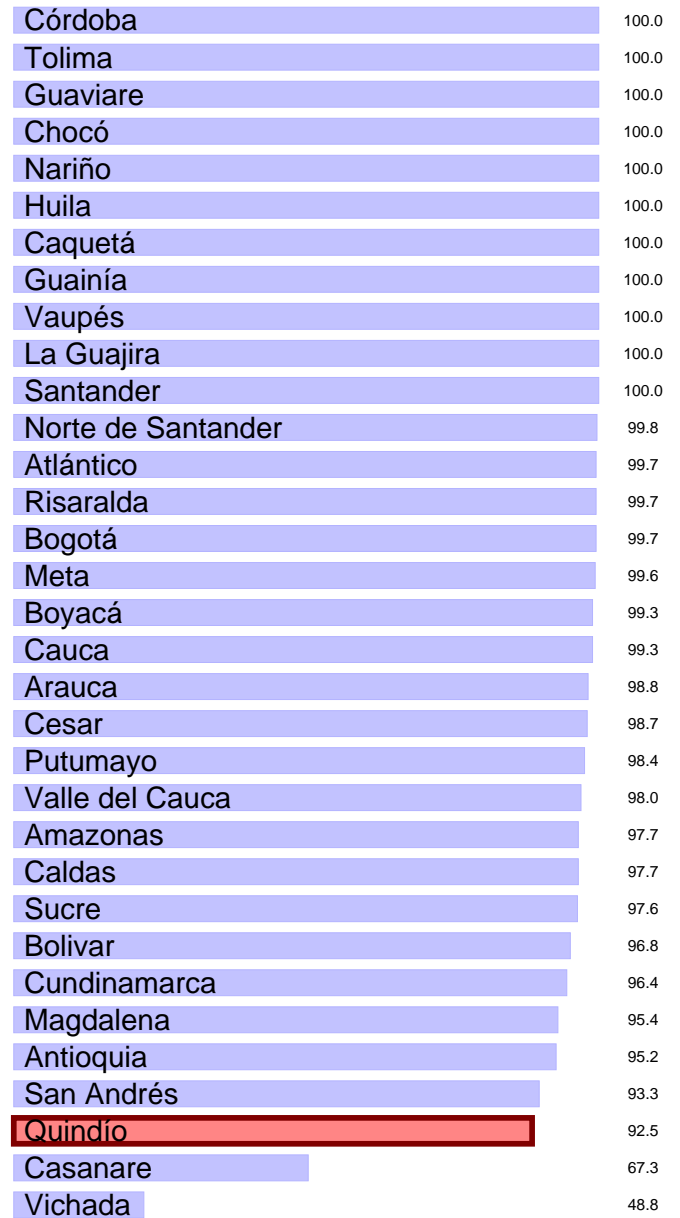 Córdoba 100.0
Tolima 100.0
Guaviare 100.0
Chocó 100.0
Nariño 100.0
Huila 100.0
Caquetá 100.0
Guainía 100.0
Vaupés 100.0
La Guajira 100.0
Santander 100.0
Norte de Santander 99.8
Atlántico 99.7
Risaralda 99.7
Bogotá 99.7
Meta 99.6
Boyacá 99.3
Cauca 99.3
Arauca 98.8
Cesar 98.7
Putumayo 98.4
Valle del Cauca 98.0
Amazonas 97.7
Caldas 97.7
Sucre 97.6
Bolivar 96.8
Cundinamarca 96.4
Magdalena 95.4
Antioquia 95.2
San Andrés 93.3
Quindío 92.5
Casanare 67.3
Vichada 48.8